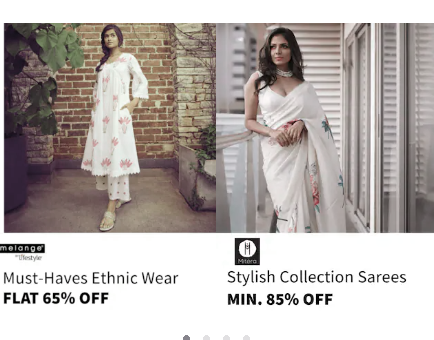 melange
by lifestyle
Must-Haves Ethnic Wear
FLAT 65% OFF
Mitera
Stylish Collection Sarees
MIN. 85% OFF